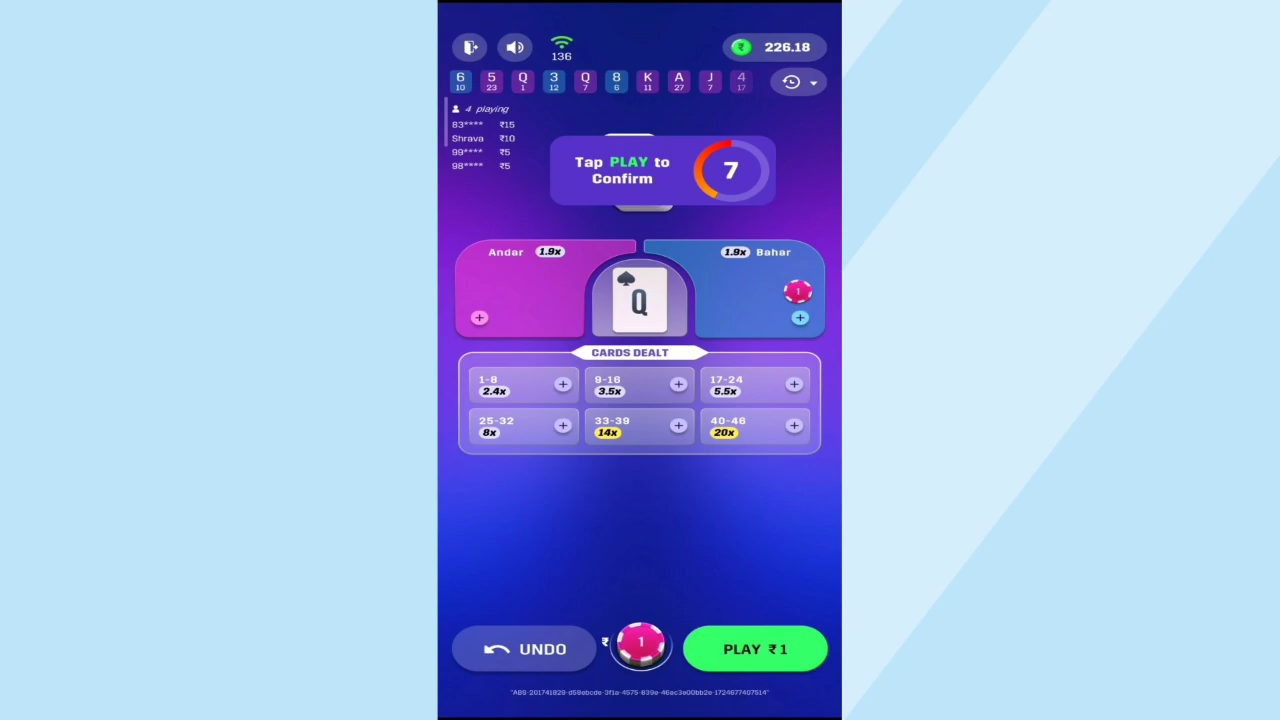 136
₹ 226.18
6 5 Q 3 Q 8 K A J 4
10 23 1 12 7 6 11 27 7 17
4 playing
83**** ₹15
Shrava ₹10
99**** ₹5
98**** ₹5
Tap PLAY to
Confirm
7
Andar 1.9x
1.9x Bahar
1
Q
CARDS DEALT
1-8 9-16 17-24
2.4x 3.5x 5.5x
25-32 33-39 40-46
8x 14x 20x
UNDO ₹ 1 PLAY ₹1